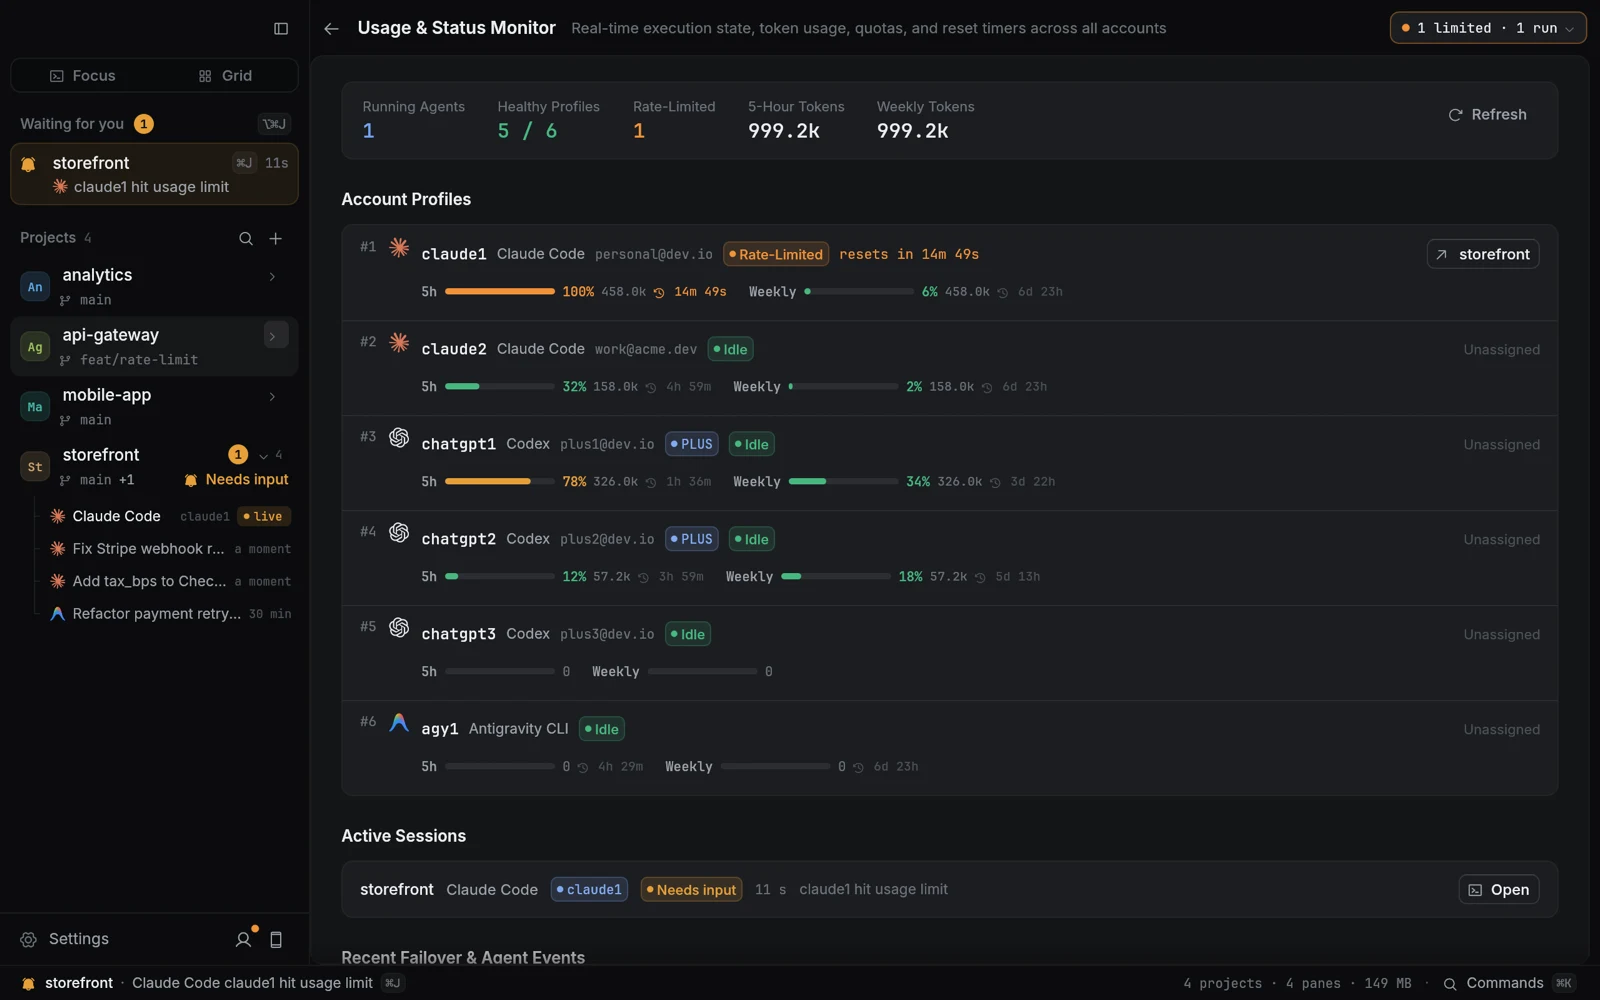 Focus
Grid
Waiting for you 1 ⌥⌘J
storefront ⌘J 11s
claude1 hit usage limit
Projects 4
An analytics
main
Ag api-gateway
feat/rate-limit
Ma mobile-app
main
St storefront 1 4
main +1 Needs input
Claude Code claude1 live
Fix Stripe webhook r... a moment
Add tax_bps to Chec... a moment
Refactor payment retry... 30 min
Settings
Usage & Status Monitor Real-time execution state, token usage, quotas, and reset timers across all accounts
1 limited · 1 run
Running Agents Healthy Profiles Rate-Limited 5-Hour Tokens Weekly Tokens
1 5 / 6 1 999.2k 999.2k
Refresh
Account Profiles
#1 claude1 Claude Code personal@dev.io Rate-Limited resets in 14m 49s storefront
5h 100% 458.0k 14m 49s Weekly 6% 458.0k 6d 23h
#2 claude2 Claude Code work@acme.dev Idle Unassigned
5h 32% 158.0k 4h 59m Weekly 2% 158.0k 6d 23h
#3 chatgpt1 Codex plus1@dev.io PLUS Idle Unassigned
5h 78% 326.0k 1h 36m Weekly 34% 326.0k 3d 22h
#4 chatgpt2 Codex plus2@dev.io PLUS Idle Unassigned
5h 12% 57.2k 3h 59m Weekly 18% 57.2k 5d 13h
#5 chatgpt3 Codex plus3@dev.io Idle Unassigned
5h 0 Weekly 0
#6 agy1 Antigravity CLI Idle Unassigned
5h 0 4h 29m Weekly 0 6d 23h
Active Sessions
storefront Claude Code claude1 Needs input 11 s claude1 hit usage limit Open
Recent Failover & Agent Events
storefront · Claude Code claude1 hit usage limit ⌘J
4 projects · 4 panes · 149 MB · Commands ⌘K